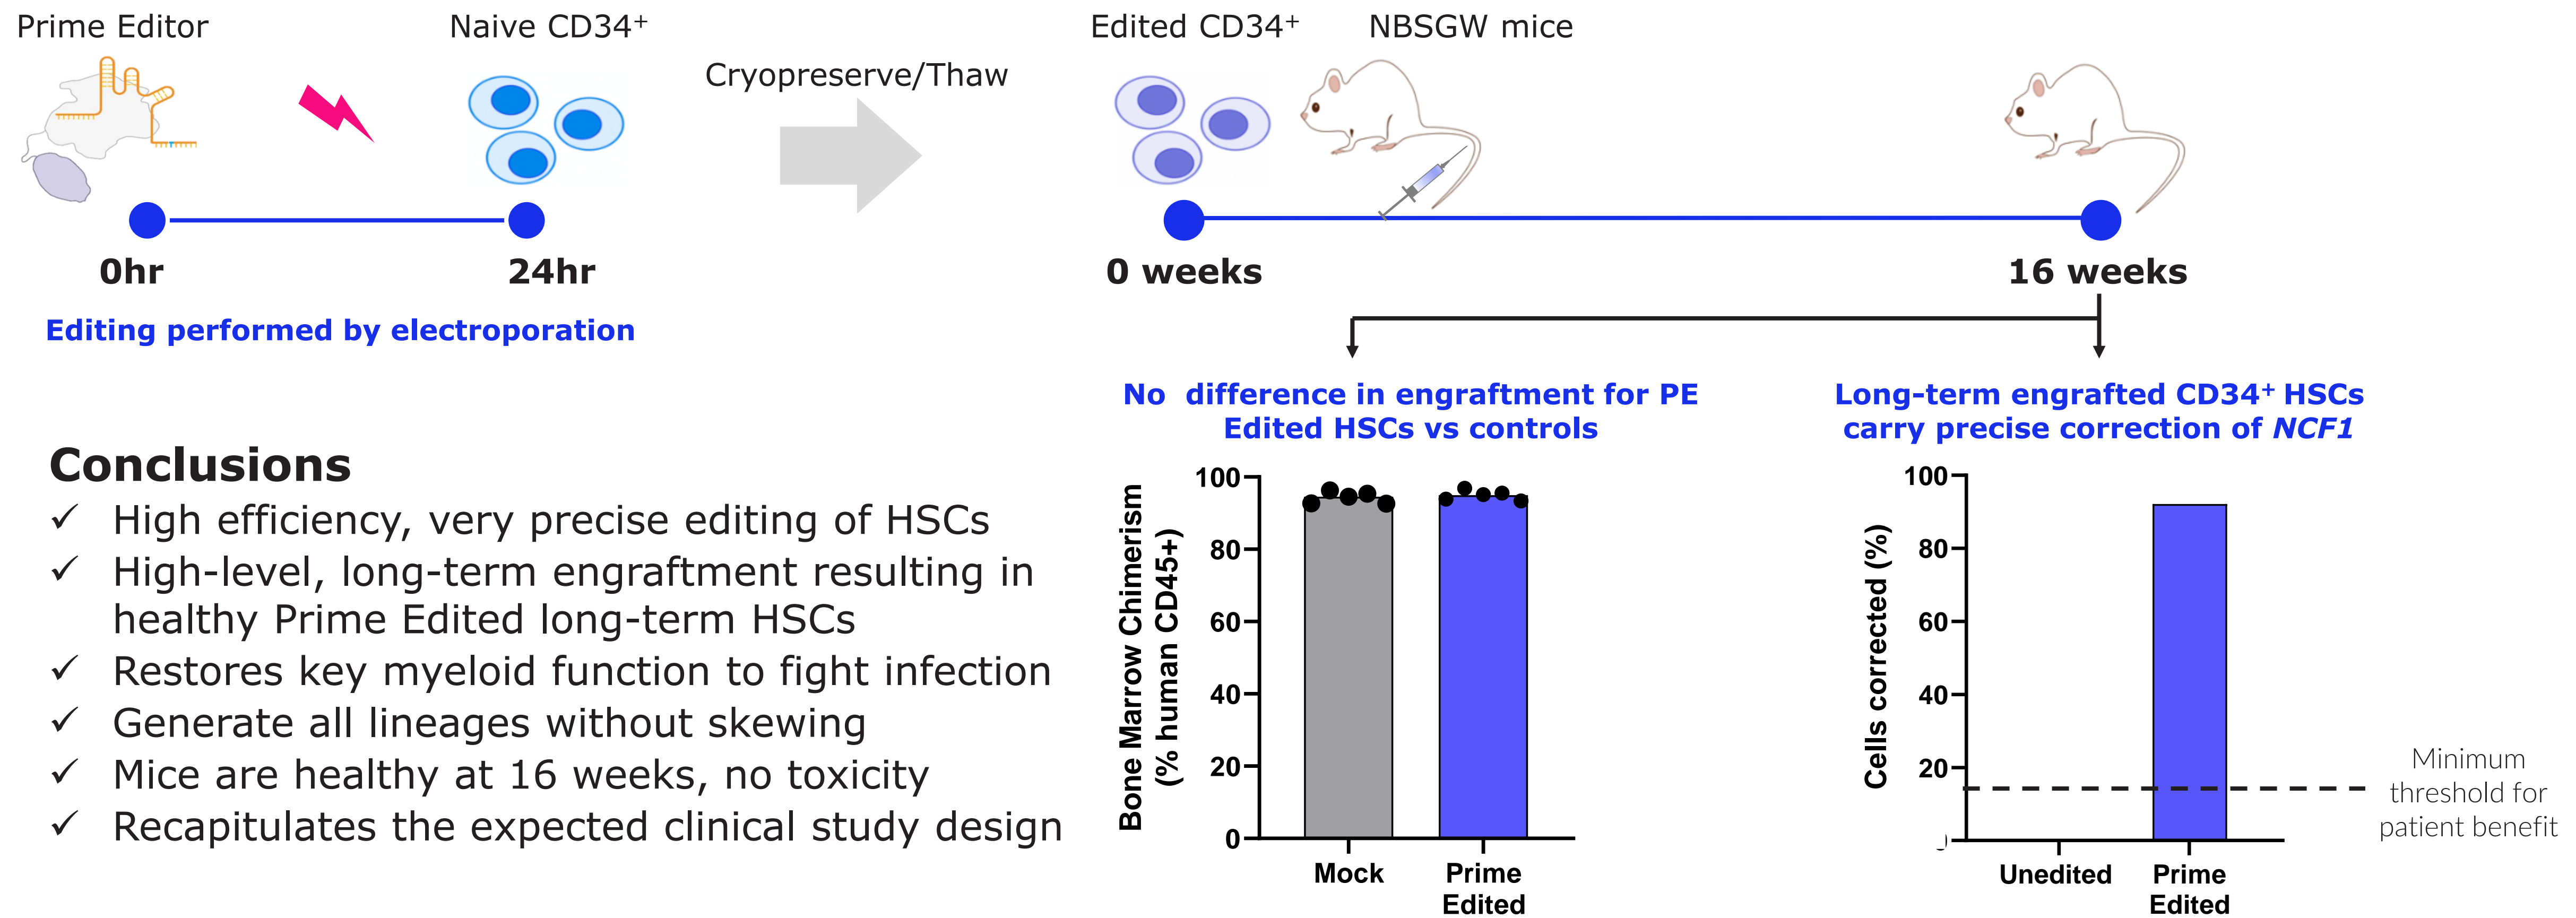 Prime Editor
Naive CD34⁺
Cryopreserve/Thaw
Edited CD34⁺
NBSGW mice
0hr
24hr
0 weeks
16 weeks
Editing performed by electroporation
No difference in engraftment for PE
Edited HSCs vs controls
Long-term engrafted CD34⁺ HSCs
carry precise correction of NCF1
Conclusions
✓ High efficiency, very precise editing of HSCs
✓ High-level, long-term engraftment resulting in
healthy Prime Edited long-term HSCs
✓ Restores key myeloid function to fight infection
✓ Generate all lineages without skewing
✓ Mice are healthy at 16 weeks, no toxicity
✓ Recapitulates the expected clinical study design
Bone Marrow Chimerism
(% human CD45+)
100
80
60
40
20
0
Mock
Prime
Edited
Cells corrected (%)
100
80
60
40
20
Unedited
Prime
Edited
Minimum
threshold for
patient benefit